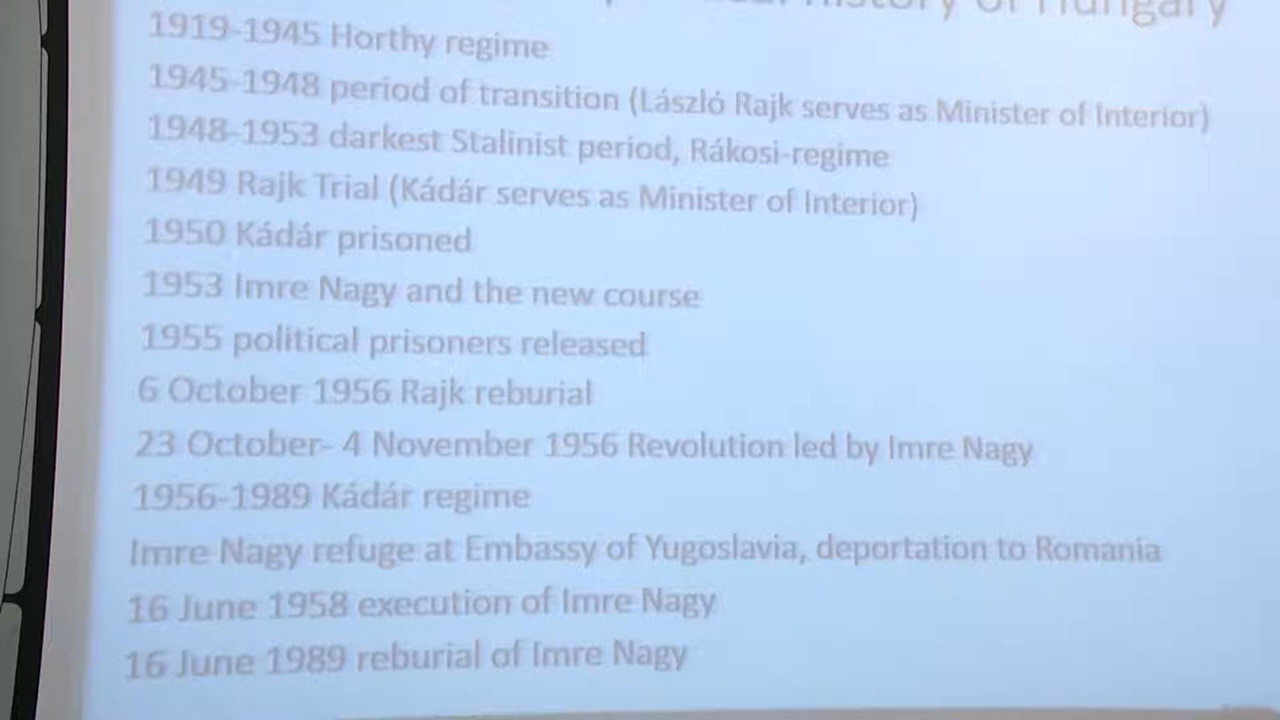 History of Hungary
1919-1945 Horthy regime
1945-1948 period of transition (László Rajk serves as Minister of Interior)
1948-1953 darkest Stalinist period, Rákosi-regime
1949 Rajk Trial (Kádár serves as Minister of Interior)
1950 Kádár prisoned
1953 Imre Nagy and the new course
1955 political prisoners released
6 October 1956 Rajk reburial
23 October- 4 November 1956 Revolution led by Imre Nagy
1956-1989 Kádár regime
Imre Nagy refuge at Embassy of Yugoslavia, deportation to Romania
16 June 1958 execution of Imre Nagy
16 June 1989 reburial of Imre Nagy